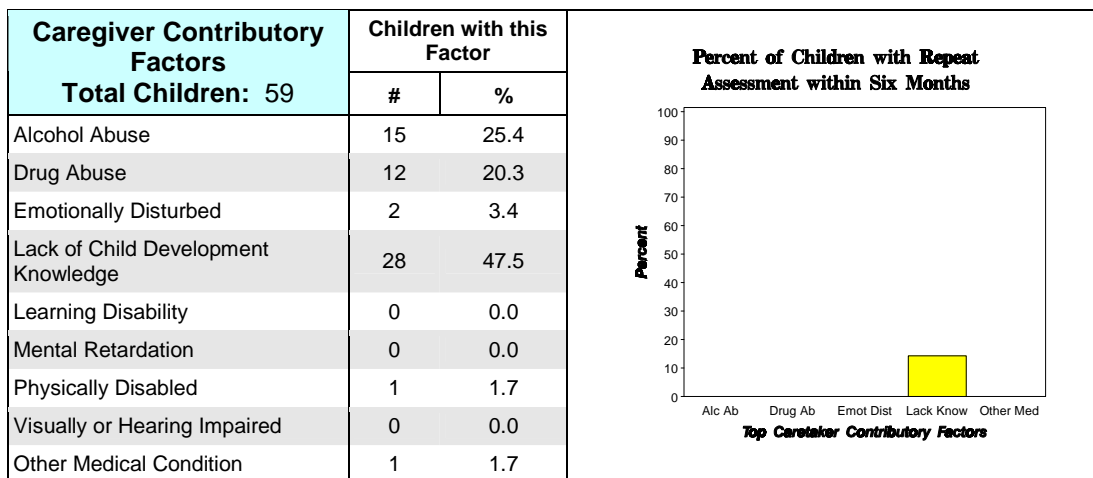 Caregiver Contributory
Factors
Total Children: 59
Children with this
Factor
#
%
Alcohol Abuse 15 25.4
Drug Abuse 12 20.3
Emotionally Disturbed 2 3.4
Lack of Child Development
Knowledge 28 47.5
Learning Disability 0 0.0
Mental Retardation 0 0.0
Physically Disabled 1 1.7
Visually or Hearing Impaired 0 0.0
Other Medical Condition 1 1.7
Percent of Children with Repeat
Assessment within Six Months
100
90
80
70
60
50
40
30
20
10
0
Percent
Alc Ab Drug Ab Emot Dist Lack Know Other Med
Top Caretaker Contributory Factors